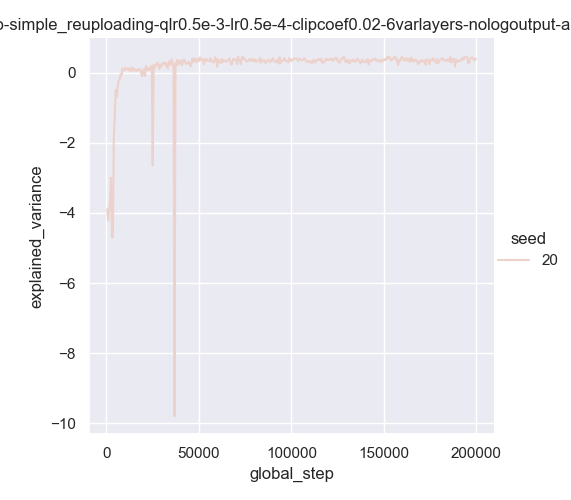 o-simple_reuploading-qlr0.5e-3-lr0.5e-4-clipcoef0.02-6varlayers-nologoutput-a
0
−2
−4
−6
−8
−10
explained_variance
0 50000 100000 150000 200000
global_step
seed
20